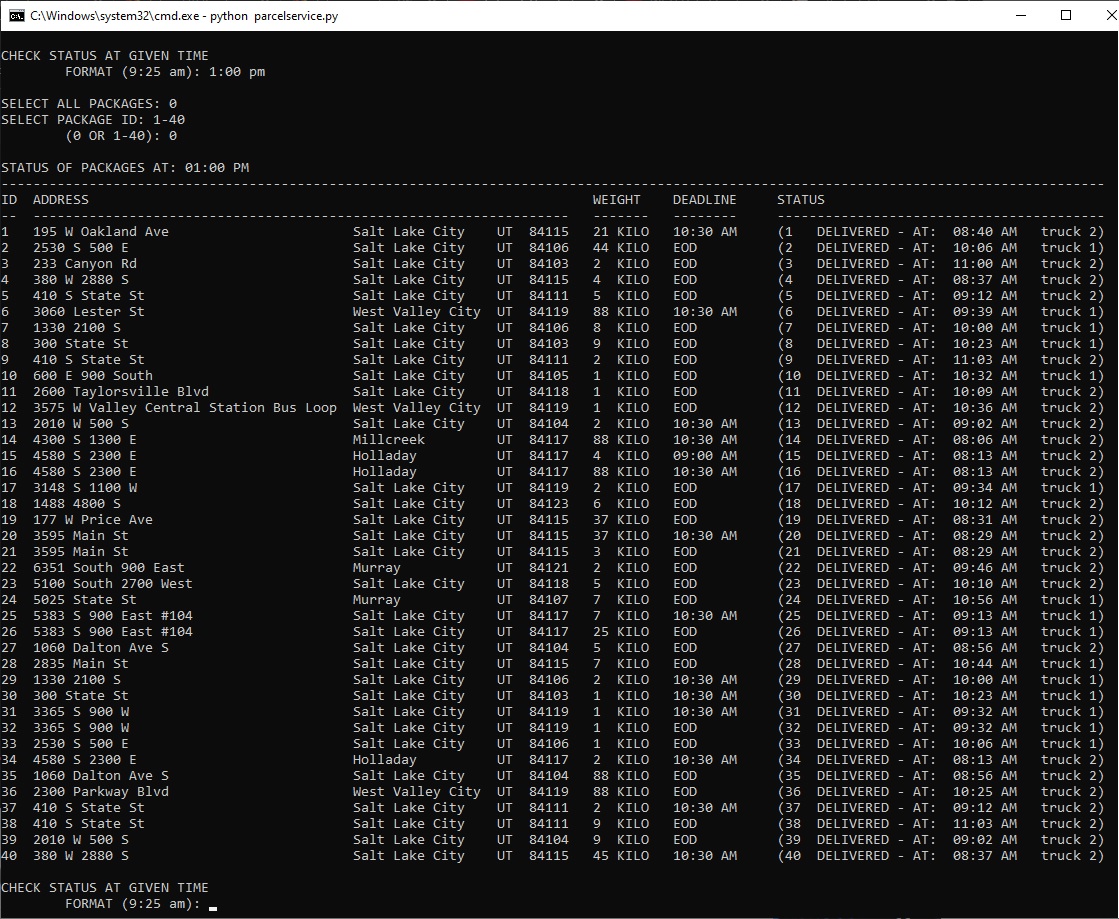 C:\Windows\system32\cmd.exe - python  parcelservice.py
CHECK STATUS AT GIVEN TIME
        FORMAT (9:25 am): 1:00 pm
SELECT ALL PACKAGES: 0
SELECT PACKAGE ID: 1-40
        (0 OR 1-40): 0
STATUS OF PACKAGES AT: 01:00 PM
ID  ADDRESS  WEIGHT  DEADLINE  STATUS
1   195 W Oakland Ave  Salt Lake City  UT  84115  21 KILO  10:30 AM  (1   DELIVERED - AT:  08:40 AM   truck 2)
2   2530 S 500 E  Salt Lake City  UT  84106  44 KILO  EOD  (2   DELIVERED - AT:  10:06 AM   truck 1)
3   233 Canyon Rd  Salt Lake City  UT  84103  2  KILO  EOD  (3   DELIVERED - AT:  11:00 AM   truck 2)
4   380 W 2880 S  Salt Lake City  UT  84115  4  KILO  EOD  (4   DELIVERED - AT:  08:37 AM   truck 2)
5   410 S State St  Salt Lake City  UT  84111  5  KILO  EOD  (5   DELIVERED - AT:  09:12 AM   truck 2)
6   3060 Lester St  West Valley City  UT  84119  88 KILO  10:30 AM  (6   DELIVERED - AT:  09:39 AM   truck 1)
7   1330 2100 S  Salt Lake City  UT  84106  8  KILO  EOD  (7   DELIVERED - AT:  10:00 AM   truck 1)
8   300 State St  Salt Lake City  UT  84103  9  KILO  EOD  (8   DELIVERED - AT:  10:23 AM   truck 1)
9   410 S State St  Salt Lake City  UT  84111  2  KILO  EOD  (9   DELIVERED - AT:  11:03 AM   truck 2)
10  600 E 900 South  Salt Lake City  UT  84105  1  KILO  EOD  (10  DELIVERED - AT:  10:32 AM   truck 1)
11  2600 Taylorsville Blvd  Salt Lake City  UT  84118  1  KILO  EOD  (11  DELIVERED - AT:  10:09 AM   truck 2)
12  3575 W Valley Central Station Bus Loop  West Valley City  UT  84119  1  KILO  EOD  (12  DELIVERED - AT:  10:36 AM   truck 2)
13  2010 W 500 S  Salt Lake City  UT  84104  2  KILO  10:30 AM  (13  DELIVERED - AT:  09:02 AM   truck 2)
14  4300 S 1300 E  Millcreek  UT  84117  88 KILO  10:30 AM  (14  DELIVERED - AT:  08:06 AM   truck 2)
15  4580 S 2300 E  Holladay  UT  84117  4  KILO  09:00 AM  (15  DELIVERED - AT:  08:13 AM   truck 2)
16  4580 S 2300 E  Holladay  UT  84117  88 KILO  10:30 AM  (16  DELIVERED - AT:  08:13 AM   truck 2)
17  3148 S 1100 W  Salt Lake City  UT  84119  2  KILO  EOD  (17  DELIVERED - AT:  09:34 AM   truck 1)
18  1488 4800 S  Salt Lake City  UT  84123  6  KILO  EOD  (18  DELIVERED - AT:  10:12 AM   truck 2)
19  177 W Price Ave  Salt Lake City  UT  84115  37 KILO  EOD  (19  DELIVERED - AT:  08:31 AM   truck 2)
20  3595 Main St  Salt Lake City  UT  84115  37 KILO  10:30 AM  (20  DELIVERED - AT:  08:29 AM   truck 2)
21  3595 Main St  Salt Lake City  UT  84115  3  KILO  EOD  (21  DELIVERED - AT:  08:29 AM   truck 2)
22  6351 South 900 East  Murray  UT  84121  2  KILO  EOD  (22  DELIVERED - AT:  09:46 AM   truck 2)
23  5100 South 2700 West  Salt Lake City  UT  84118  5  KILO  EOD  (23  DELIVERED - AT:  10:10 AM   truck 2)
24  5025 State St  Murray  UT  84107  7  KILO  EOD  (24  DELIVERED - AT:  10:56 AM   truck 1)
25  5383 S 900 East #104  Salt Lake City  UT  84117  7  KILO  10:30 AM  (25  DELIVERED - AT:  09:13 AM   truck 1)
26  5383 S 900 East #104  Salt Lake City  UT  84117  25 KILO  EOD  (26  DELIVERED - AT:  09:13 AM   truck 1)
27  1060 Dalton Ave S  Salt Lake City  UT  84104  5  KILO  EOD  (27  DELIVERED - AT:  08:56 AM   truck 2)
28  2835 Main St  Salt Lake City  UT  84115  7  KILO  EOD  (28  DELIVERED - AT:  10:44 AM   truck 1)
29  1330 2100 S  Salt Lake City  UT  84106  2  KILO  10:30 AM  (29  DELIVERED - AT:  10:00 AM   truck 1)
30  300 State St  Salt Lake City  UT  84103  1  KILO  10:30 AM  (30  DELIVERED - AT:  10:23 AM   truck 1)
31  3365 S 900 W  Salt Lake City  UT  84119  1  KILO  10:30 AM  (31  DELIVERED - AT:  09:32 AM   truck 1)
32  3365 S 900 W  Salt Lake City  UT  84119  1  KILO  EOD  (32  DELIVERED - AT:  09:32 AM   truck 1)
33  2530 S 500 E  Salt Lake City  UT  84106  1  KILO  EOD  (33  DELIVERED - AT:  10:06 AM   truck 1)
34  4580 S 2300 E  Holladay  UT  84117  2  KILO  10:30 AM  (34  DELIVERED - AT:  08:13 AM   truck 2)
35  1060 Dalton Ave S  Salt Lake City  UT  84104  88 KILO  EOD  (35  DELIVERED - AT:  08:56 AM   truck 2)
36  2300 Parkway Blvd  West Valley City  UT  84119  88 KILO  EOD  (36  DELIVERED - AT:  10:25 AM   truck 2)
37  410 S State St  Salt Lake City  UT  84111  2  KILO  10:30 AM  (37  DELIVERED - AT:  09:12 AM   truck 2)
38  410 S State St  Salt Lake City  UT  84111  9  KILO  EOD  (38  DELIVERED - AT:  11:03 AM   truck 2)
39  2010 W 500 S  Salt Lake City  UT  84104  9  KILO  EOD  (39  DELIVERED - AT:  09:02 AM   truck 2)
40  380 W 2880 S  Salt Lake City  UT  84115  45 KILO  10:30 AM  (40  DELIVERED - AT:  08:37 AM   truck 2)
CHECK STATUS AT GIVEN TIME
        FORMAT (9:25 am):